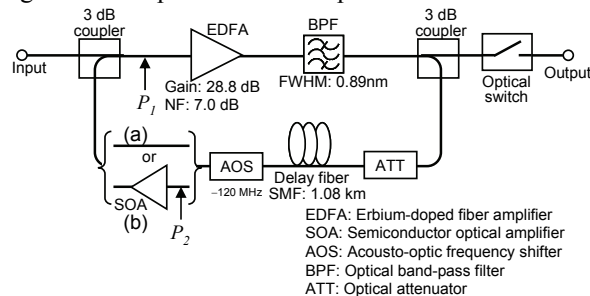 3 dB
coupler
EDFA
BPF
3 dB
coupler
Input
Gain: 28.8 dB
NF: 7.0 dB
FWHM: 0.89nm
Optical
switch
Output
P1
(a)
or
SOA
(b)
P2
AOS
−120 MHz
Delay fiber
SMF: 1.08 km
ATT
EDFA: Erbium-doped fiber amplifier
SOA: Semiconductor optical amplifier
AOS: Acousto-optic frequency shifter
BPF: Optical band-pass filter
ATT: Optical attenuator